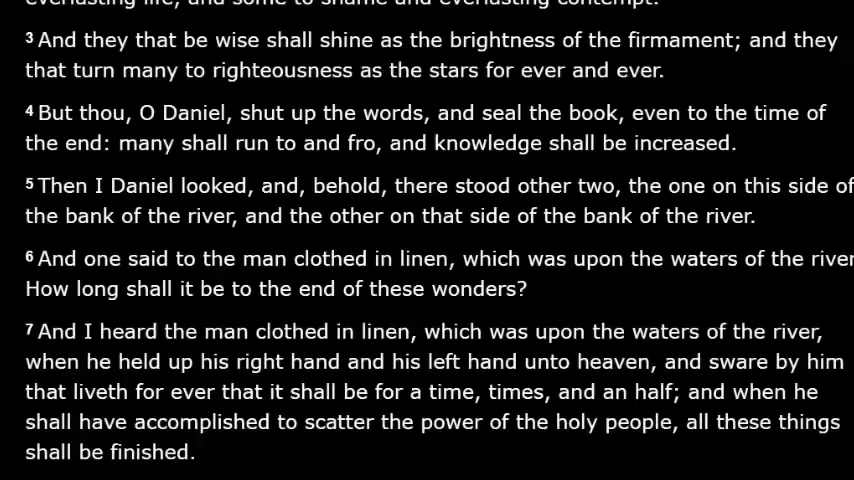 everlasting life, and some to shame and everlasting contempt.
3 And they that be wise shall shine as the brightness of the firmament; and they
that turn many to righteousness as the stars for ever and ever.
4 But thou, O Daniel, shut up the words, and seal the book, even to the time of
the end: many shall run to and fro, and knowledge shall be increased.
5 Then I Daniel looked, and, behold, there stood other two, the one on this side of
the bank of the river, and the other on that side of the bank of the river.
6 And one said to the man clothed in linen, which was upon the waters of the river
How long shall it be to the end of these wonders?
7 And I heard the man clothed in linen, which was upon the waters of the river,
when he held up his right hand and his left hand unto heaven, and sware by him
that liveth for ever that it shall be for a time, times, and an half; and when he
shall have accomplished to scatter the power of the holy people, all these things
shall be finished.